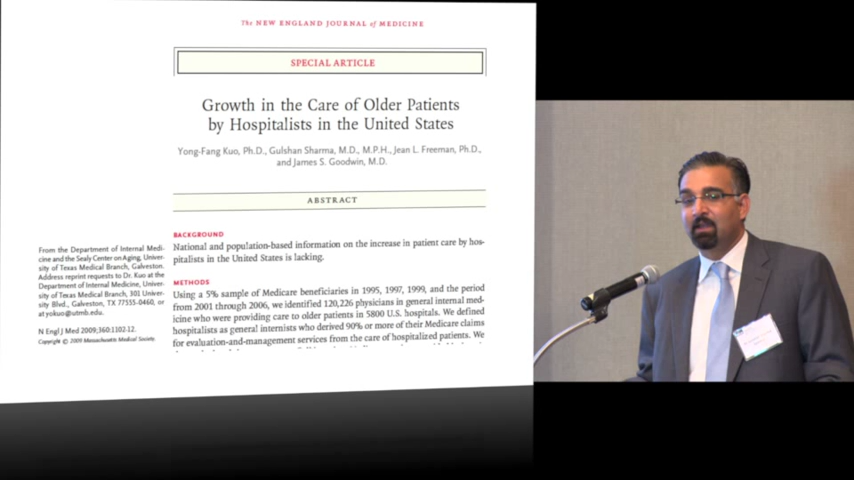 The NEW ENGLAND JOURNAL of MEDICINE
SPECIAL ARTICLE
Growth in the Care of Older Patients
by Hospitalists in the United States
Yong-Fang Kuo, Ph.D., Gulshan Sharma, M.D., M.P.H., Jean L. Freeman, Ph.D.,
and James S. Goodwin, M.D.
ABSTRACT
From the Department of Internal Medi-
cine and the Sealy Center on Aging, Univer-
sity of Texas Medical Branch, Galveston.
Address reprint requests to Dr. Kuo at the
Department of Internal Medicine, Univer-
sity of Texas Medical Branch, 301 Univer-
sity Blvd., Galveston, TX 77555-0460, or
at yokuo@utmb.edu.
N Engl J Med 2009;360:1102-12.
Copyright © 2009 Massachusetts Medical Society.
BACKGROUND
National and population-based information on the increase in patient care by hos-
pitalists in the United States is lacking.
METHODS
Using a 5% sample of Medicare beneficiaries in 1995, 1997, 1999, and the period
from 2001 through 2006, we identified 120,226 physicians in general internal med-
icine who were providing care to older patients in 5800 U.S. hospitals. We defined
hospitalists as general internists who derived 90% or more of their Medicare claims
for evaluation-and-management services from the care of hospitalized patients. We